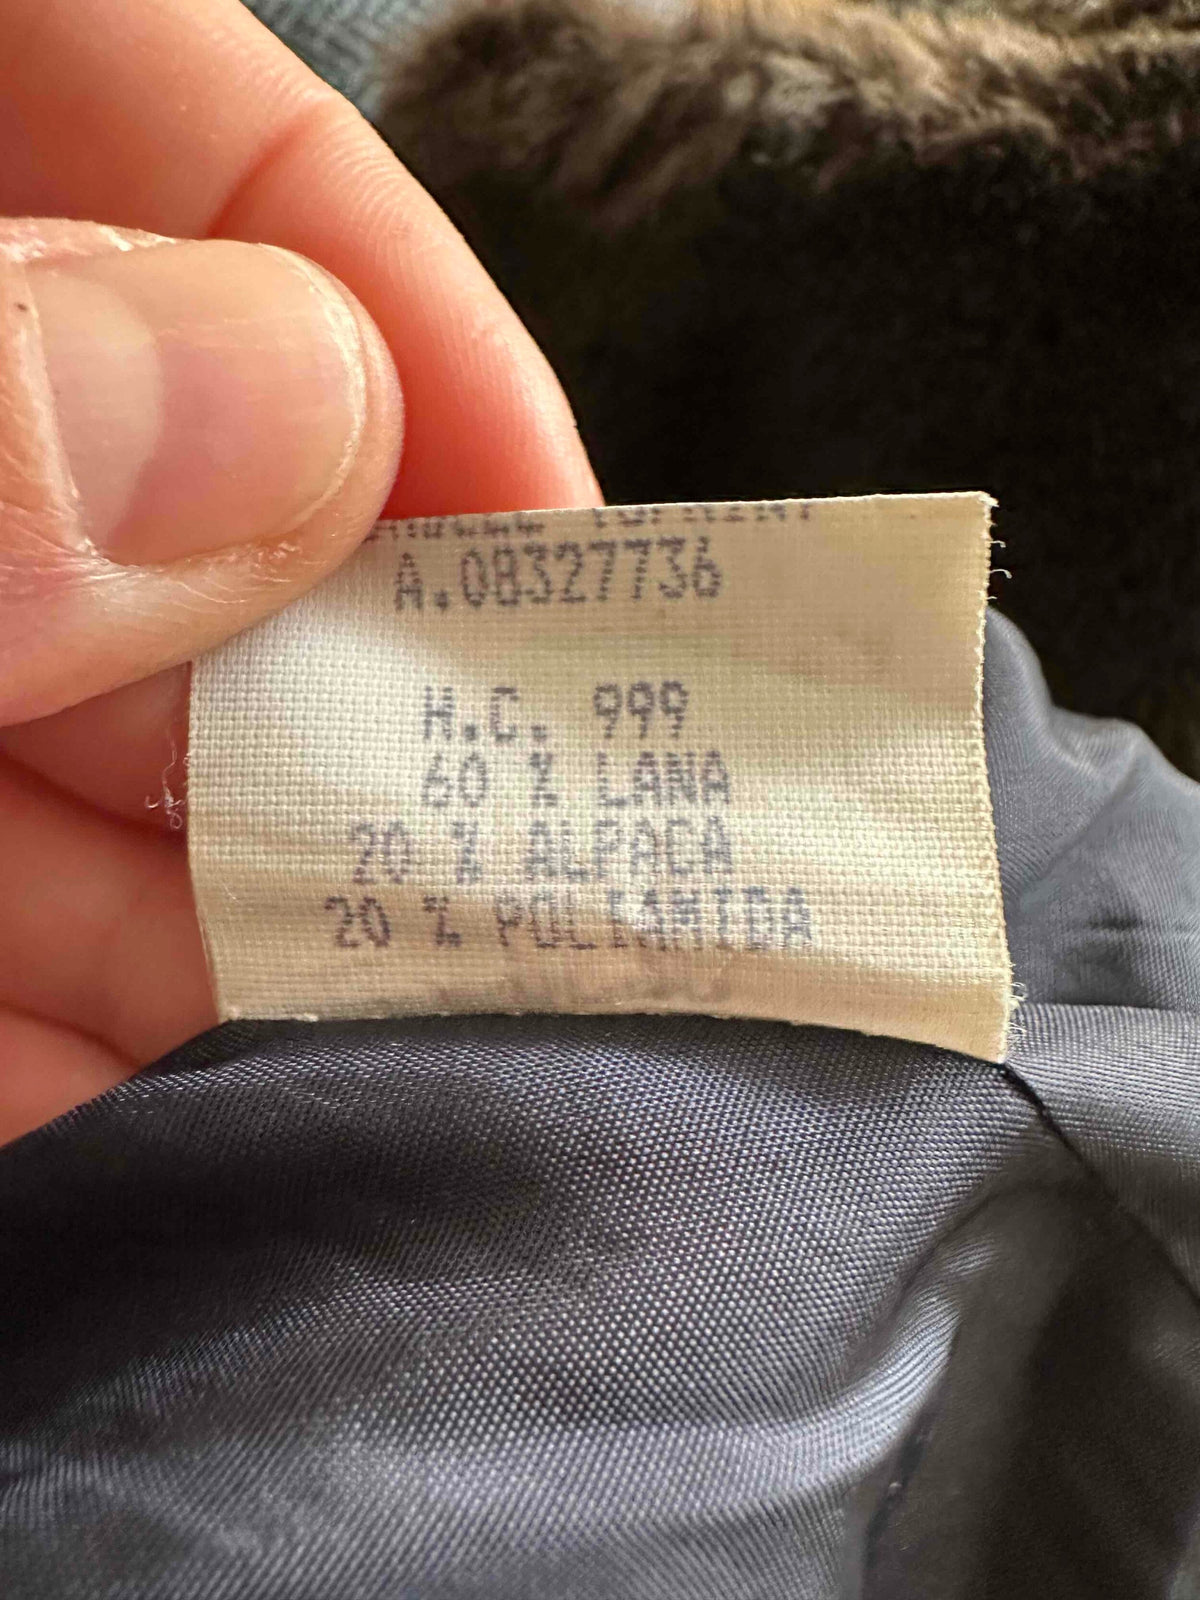 A.08327736
H.C. 999
60 % LANA
20 % ALPACA
20 % POLIAMIDA